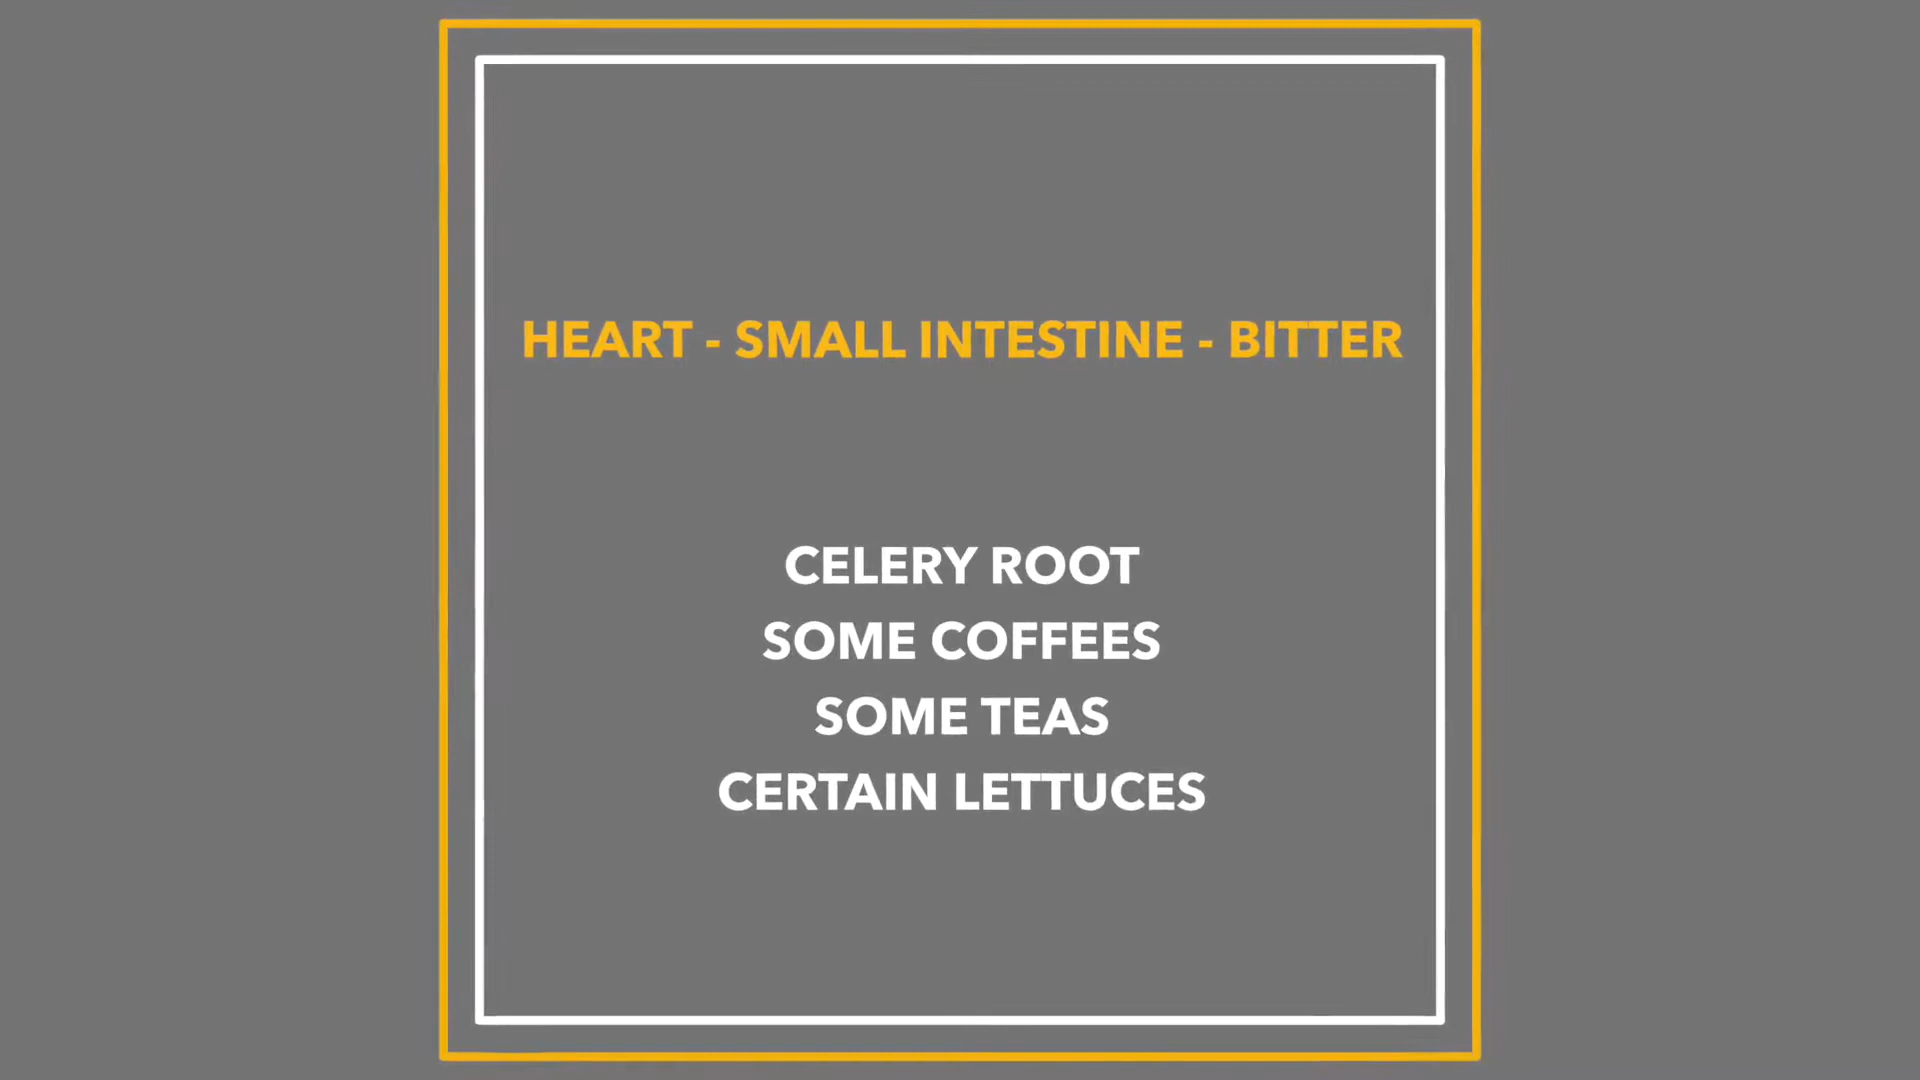 HEART - SMALL INTESTINE - BITTER
CELERY ROOT
SOME COFFEES
SOME TEAS
CERTAIN LETTUCES